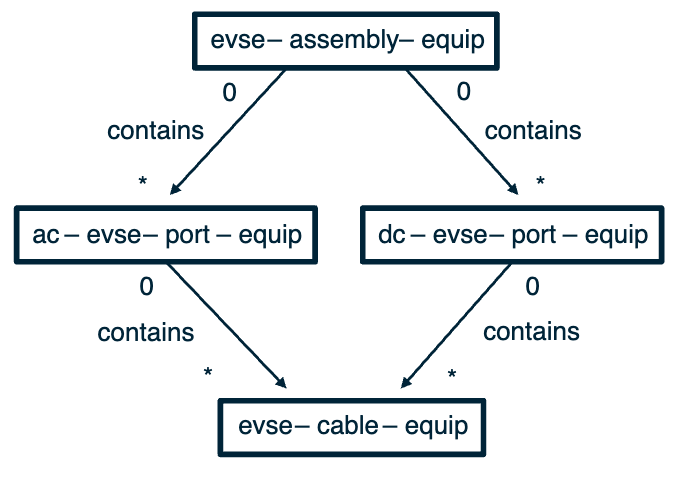 evse– assembly– equip
0 0
contains contains
* *
ac – evse– port – equip dc – evse– port – equip
0 0
contains contains
* *
evse– cable – equip